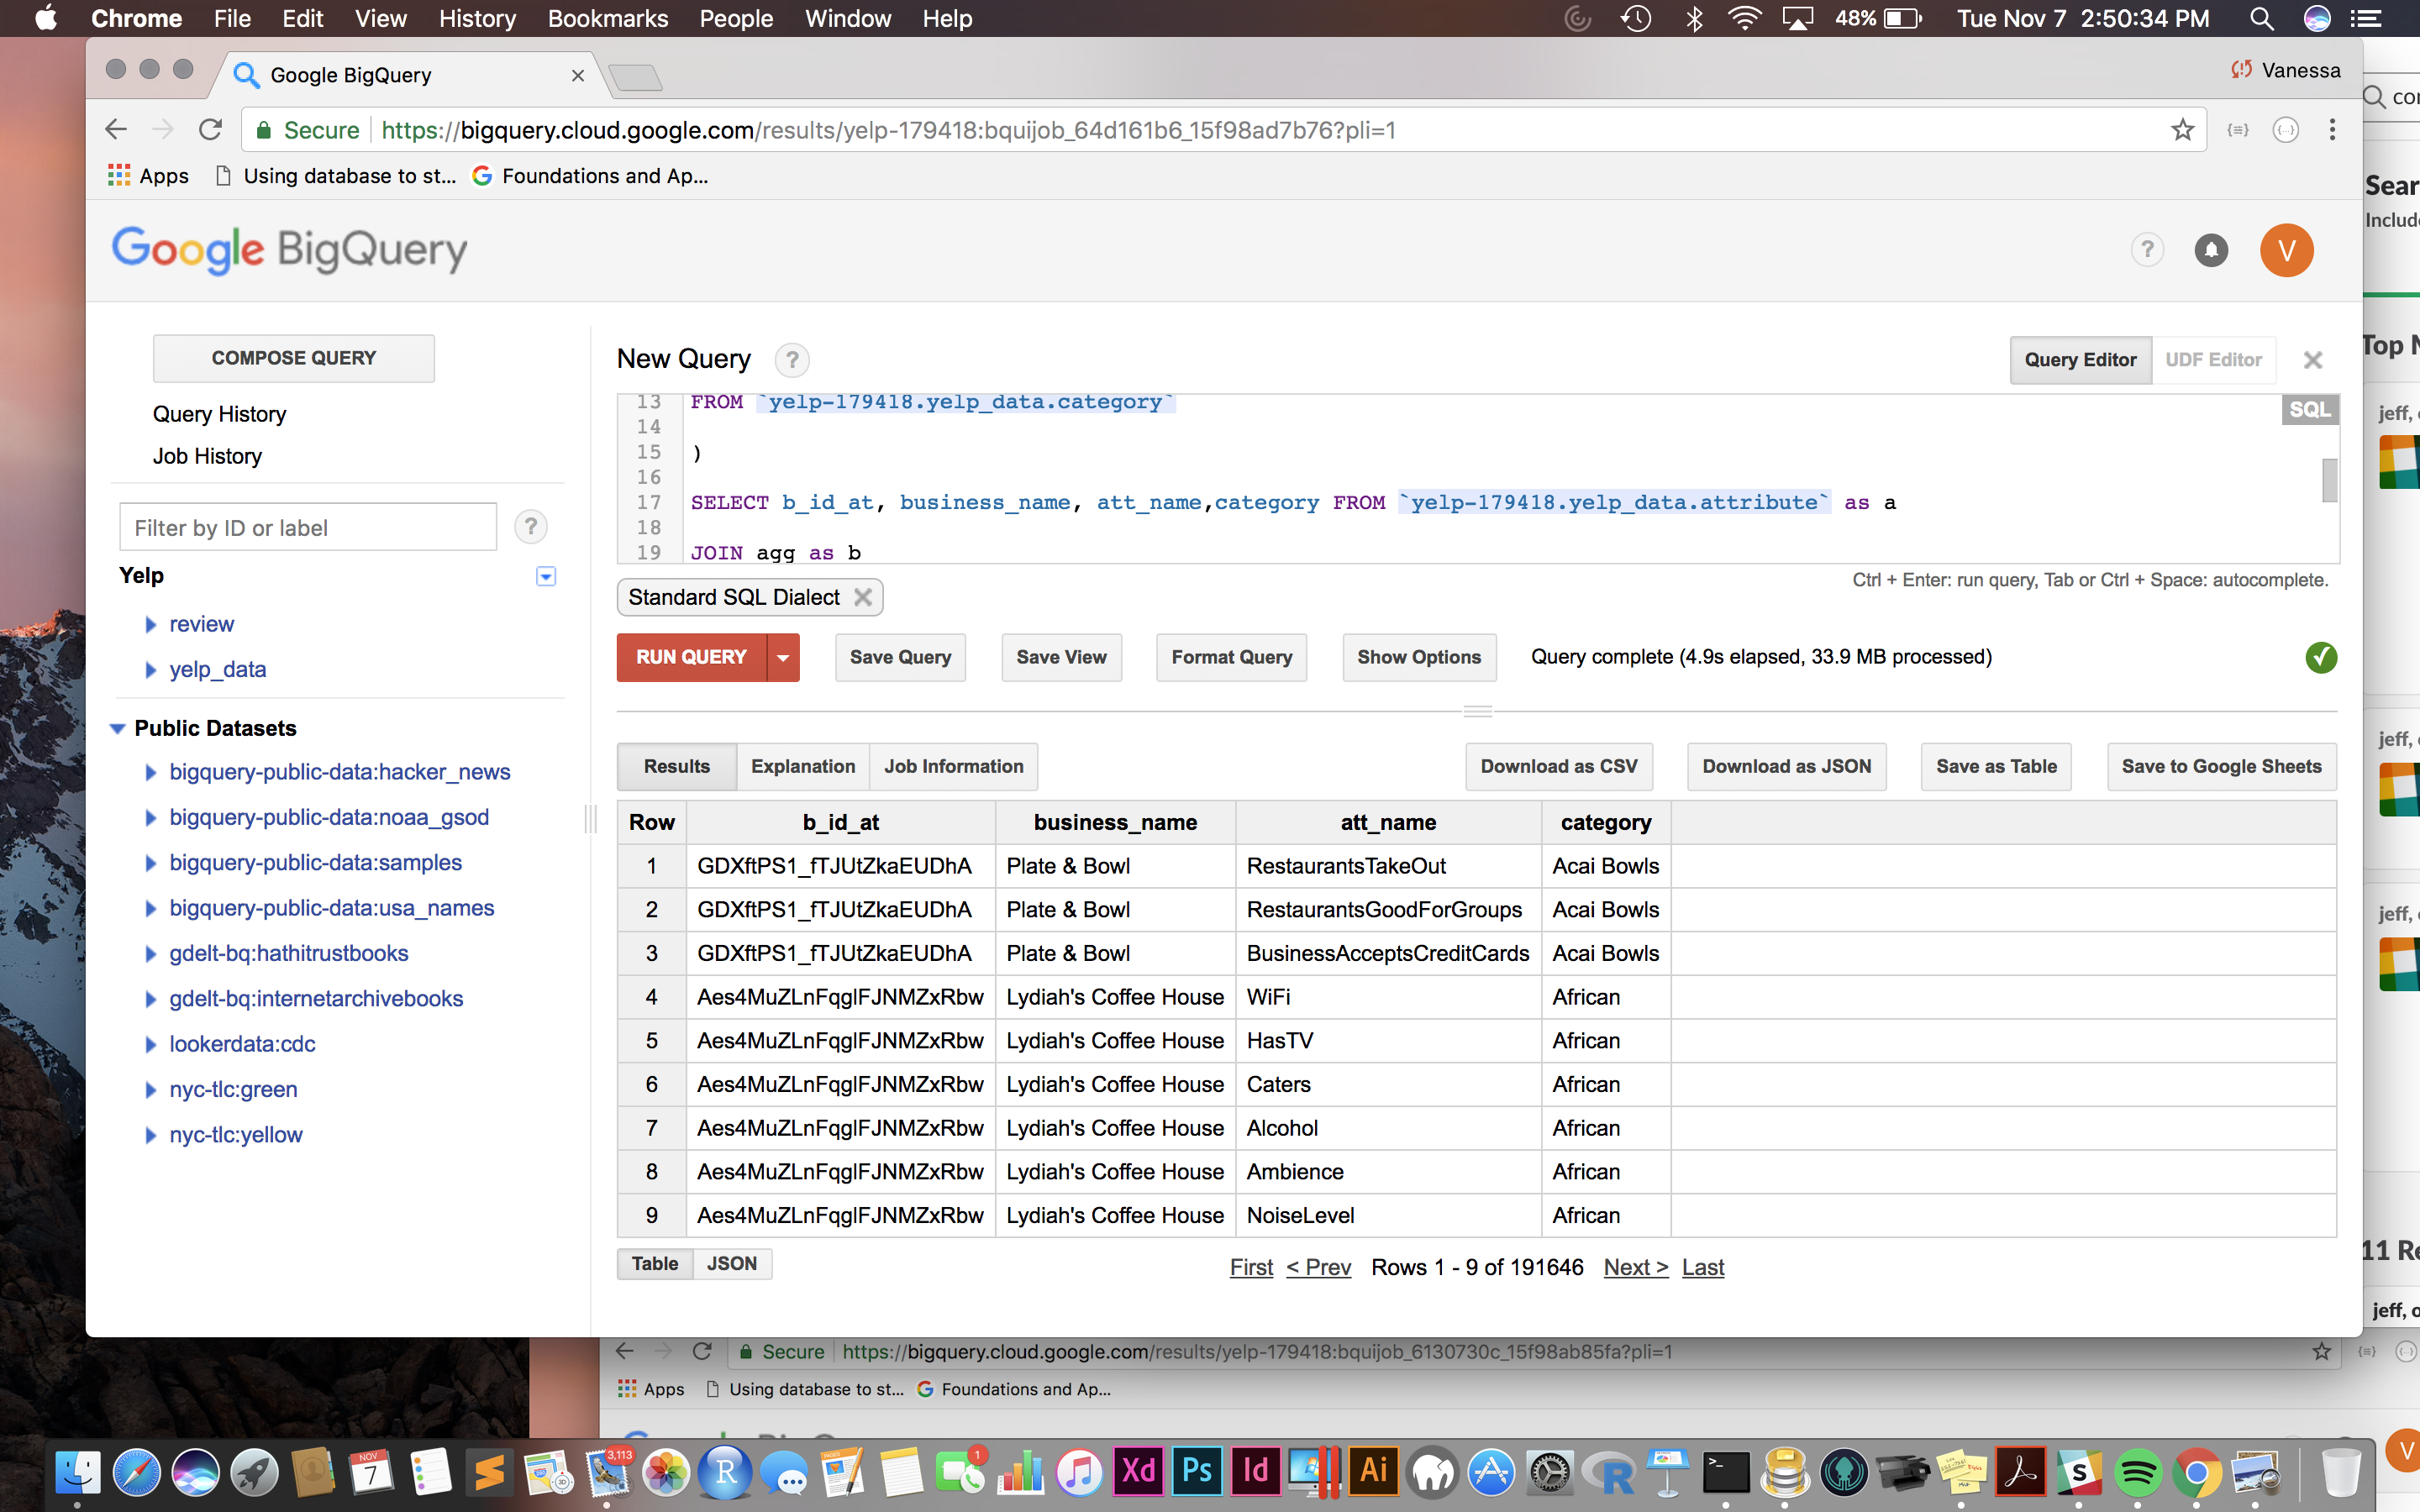 Chrome File Edit View History Bookmarks People Window Help 48% Tue Nov 7 2:50:34 PM
Google BigQuery Vanessa
Secure https://bigquery.cloud.google.com/results/yelp-179418:bquijob_64d161b6_15f98ad7b76?pli=1
Apps Using database to st... Foundations and Ap...
Google BigQuery ? V
COMPOSE QUERY
Query History
Job History
Filter by ID or label ?
Yelp
review
yelp_data
Public Datasets
bigquery-public-data:hacker_news
bigquery-public-data:noaa_gsod
bigquery-public-data:samples
bigquery-public-data:usa_names
gdelt-bq:hathitrustbooks
gdelt-bq:internetarchivebooks
lookerdata:cdc
nyc-tlc:green
nyc-tlc:yellow
New Query ? Query Editor UDF Editor
13 FROM `yelp-179418.yelp_data.category` SQL
14
15 )
16
17 SELECT b_id_at, business_name, att_name,category FROM `yelp-179418.yelp_data.attribute` as a
18
19 JOIN agg as b
Ctrl + Enter: run query, Tab or Ctrl + Space: autocomplete.
Standard SQL Dialect
RUN QUERY Save Query Save View Format Query Show Options Query complete (4.9s elapsed, 33.9 MB processed)
Results Explanation Job Information Download as CSV Download as JSON Save as Table Save to Google Sheets
Row b_id_at business_name att_name category
1 GDXftPS1_fTJUtZkaEUDhA Plate & Bowl RestaurantsTakeOut Acai Bowls
2 GDXftPS1_fTJUtZkaEUDhA Plate & Bowl RestaurantsGoodForGroups Acai Bowls
3 GDXftPS1_fTJUtZkaEUDhA Plate & Bowl BusinessAcceptsCreditCards Acai Bowls
4 Aes4MuZLnFqglFJNMZxRbw Lydiah's Coffee House WiFi African
5 Aes4MuZLnFqglFJNMZxRbw Lydiah's Coffee House HasTV African
6 Aes4MuZLnFqglFJNMZxRbw Lydiah's Coffee House Caters African
7 Aes4MuZLnFqglFJNMZxRbw Lydiah's Coffee House Alcohol African
8 Aes4MuZLnFqglFJNMZxRbw Lydiah's Coffee House Ambience African
9 Aes4MuZLnFqglFJNMZxRbw Lydiah's Coffee House NoiseLevel African
Table JSON First < Prev Rows 1 - 9 of 191646 Next > Last
Top
jeff,
jeff,
jeff,
11
jeff,
Secure https://bigquery.cloud.google.com/results/yelp-179418:bquijob_6130730c_15f98ab85fa?pli=1
Apps Using database to st... Foundations and Ap...
V
NOV 7 3,113 R PAGES 1 Xd Ps Id Ai R >_ S